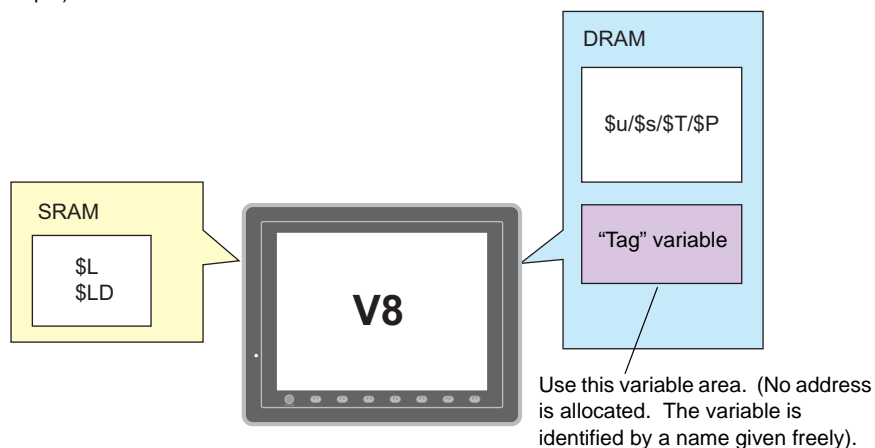 DRAM
$u/$s/$T/$P
SRAM
$L
$LD
"Tag" variable
V8
Use this variable area.  (No address
is allocated.  The variable is
identified by a name given freely).